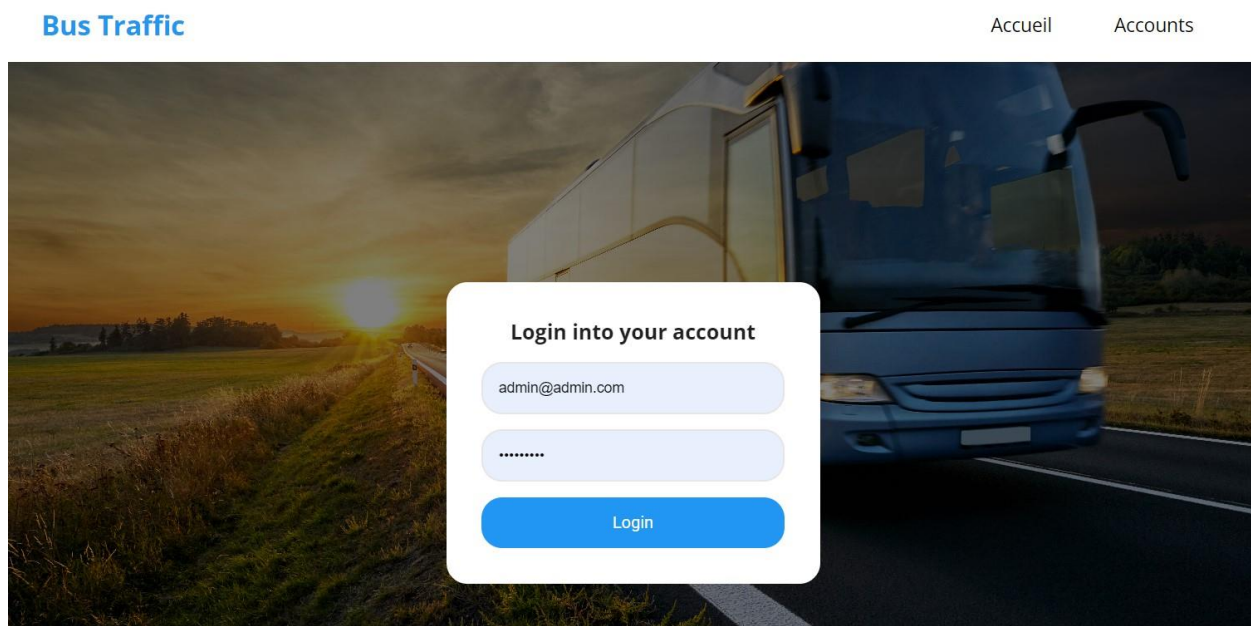 Bus Traffic
Accueil Accounts
Login into your account
admin@admin.com
•••••••••
Login